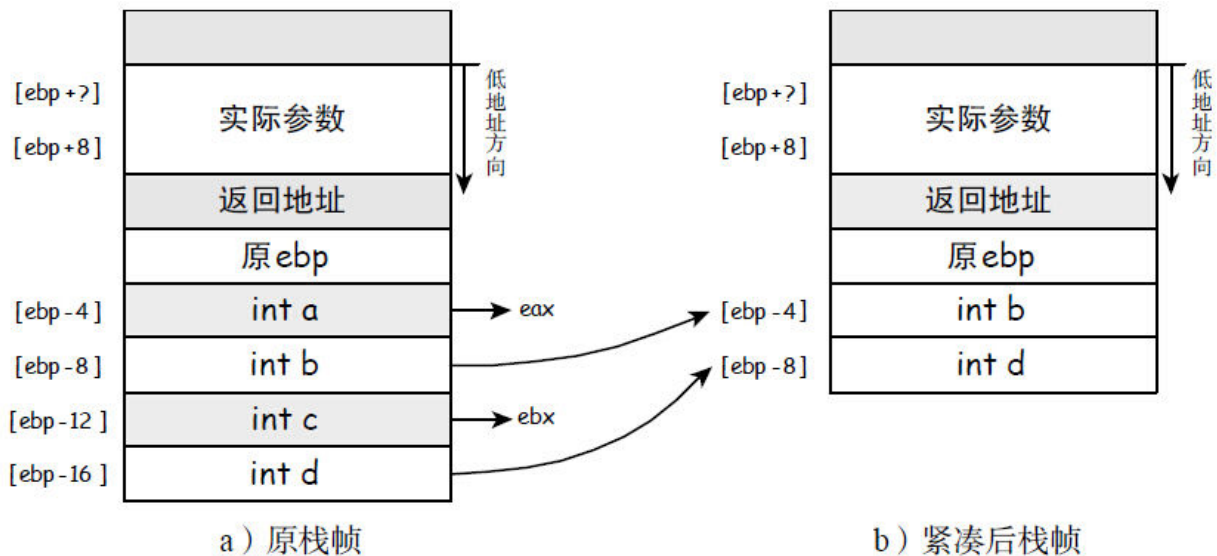 [ebp+?]
[ebp+8]
实际参数
低地址方向
返回地址
原ebp
[ebp-4]
int a
eax
[ebp-8]
int b
[ebp-12]
int c
ebx
[ebp-16]
int d
a）原栈帧
[ebp+?]
[ebp+8]
实际参数
低地址方向
返回地址
原ebp
[ebp-4]
int b
[ebp-8]
int d
b）紧凑后栈帧